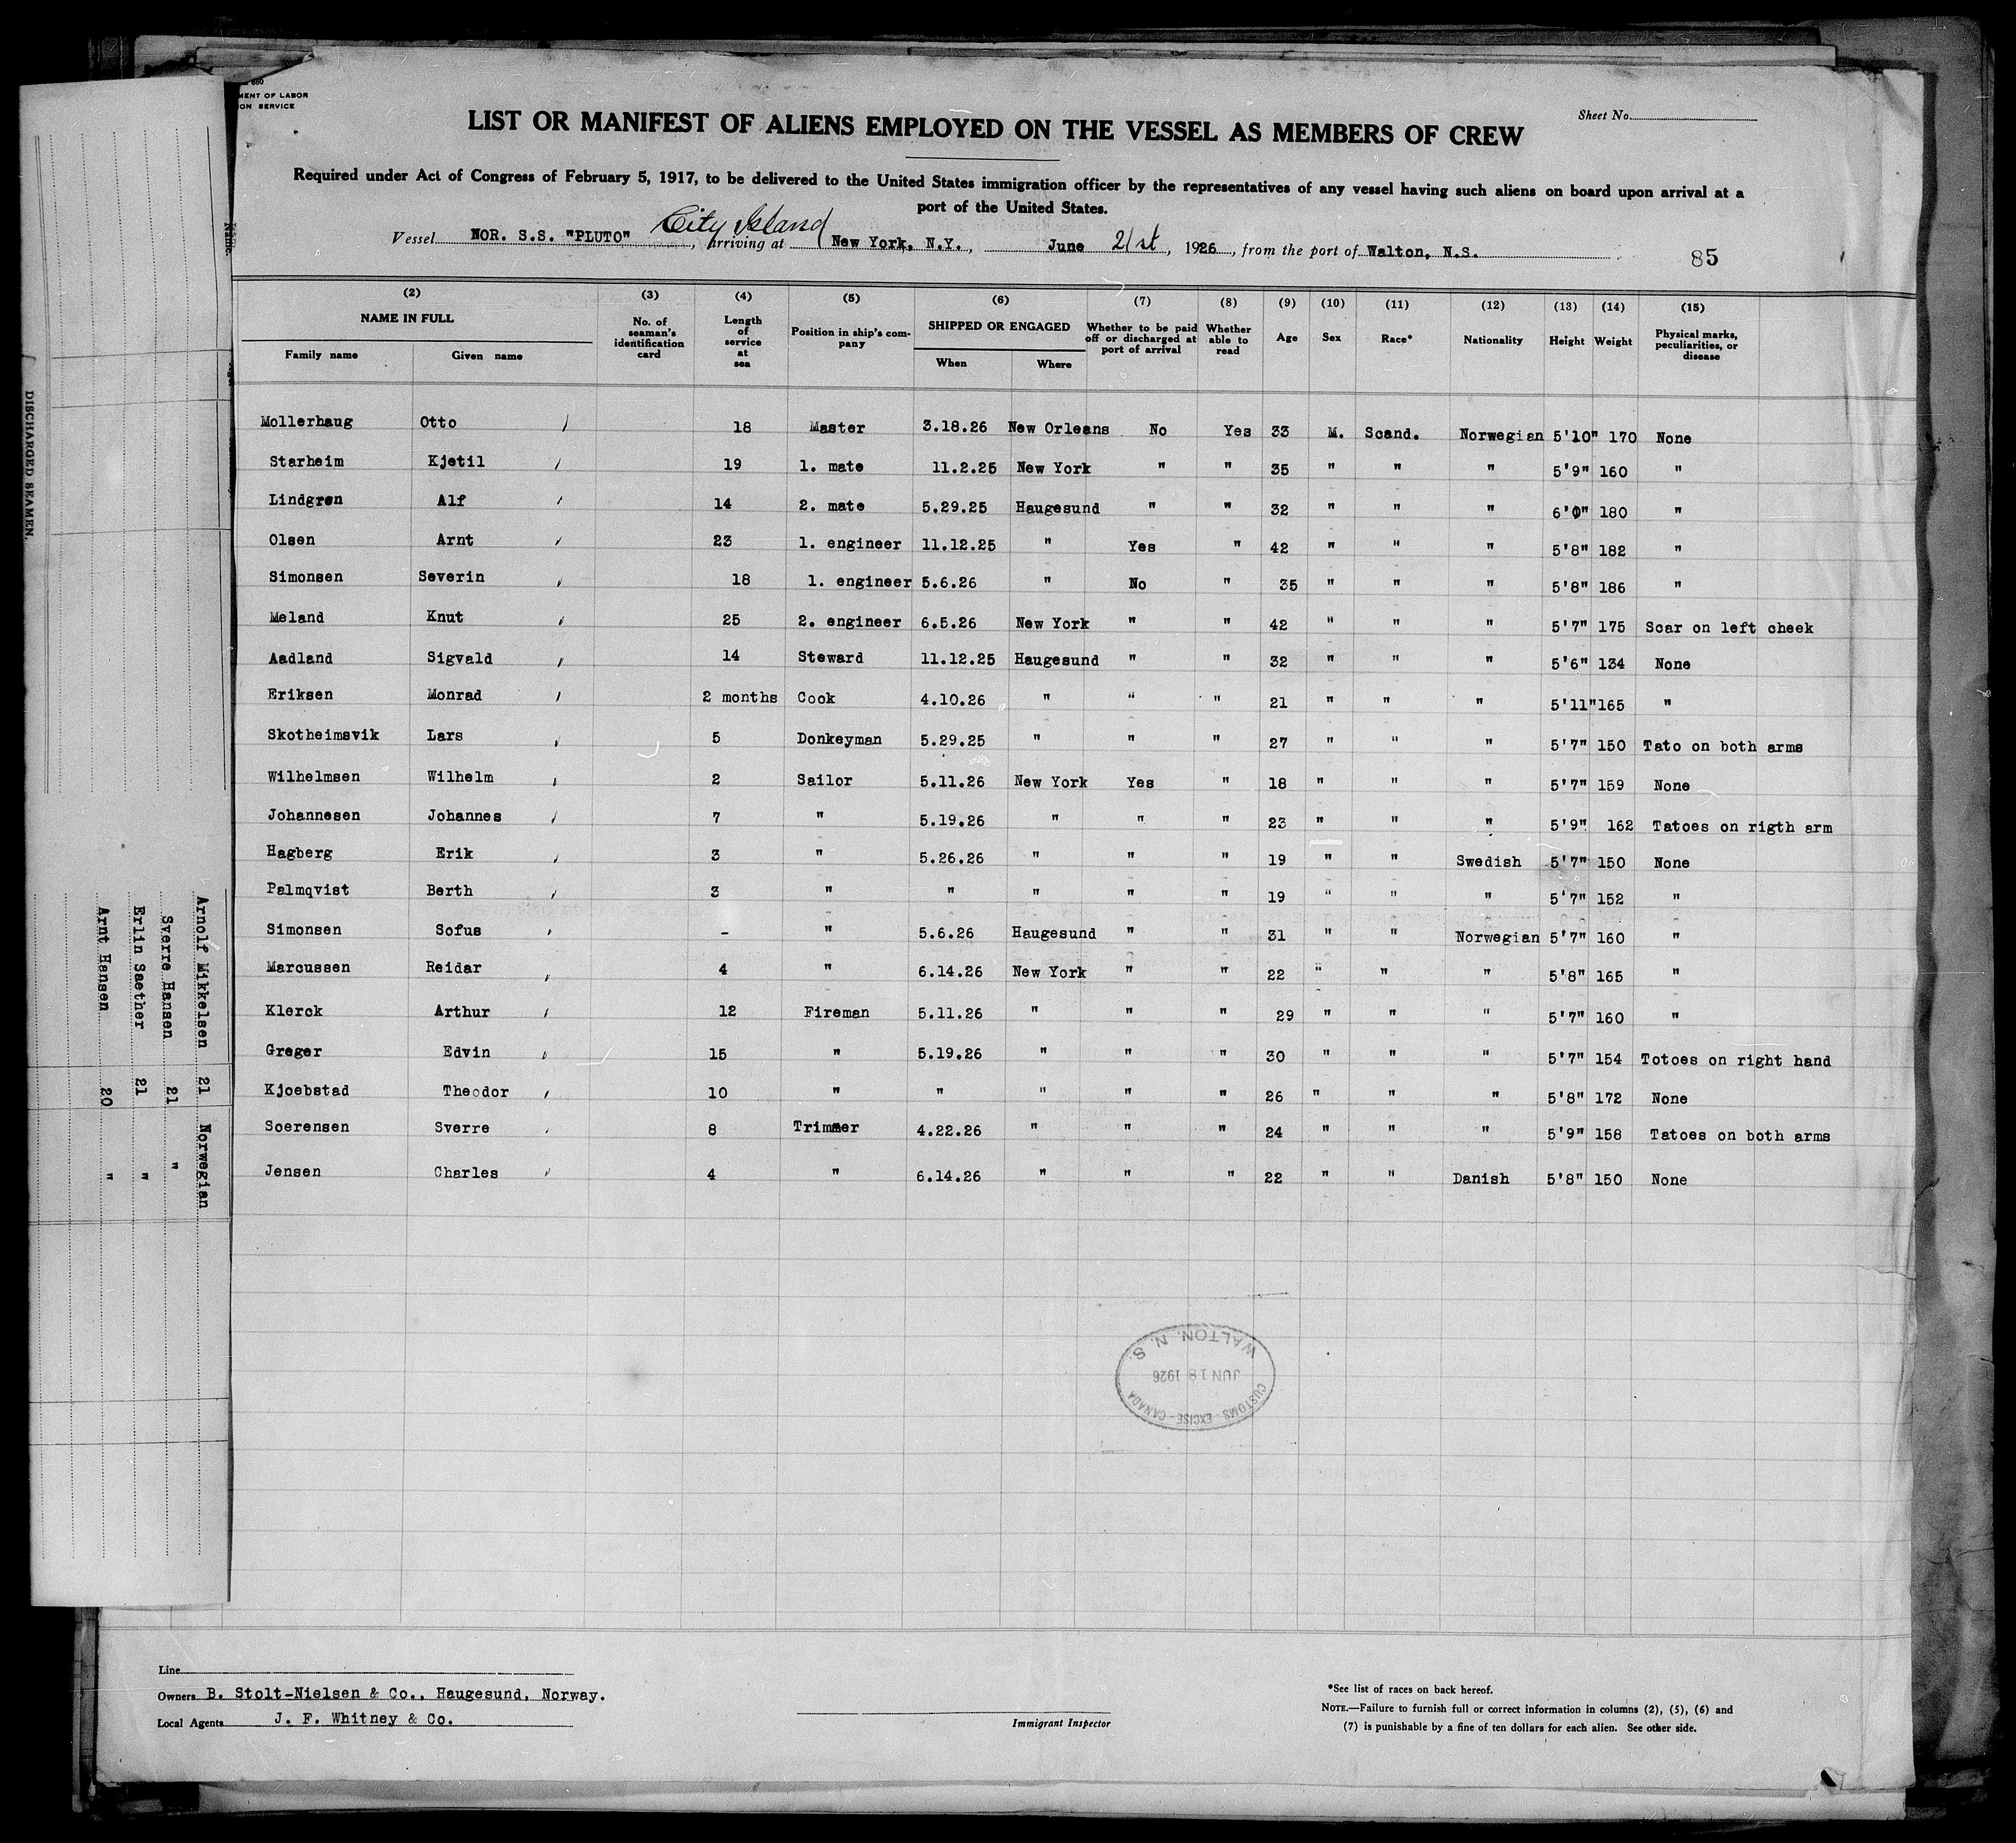 680
MENT OF LABOR
ION SERVICE
Sheet No.
LIST OR MANIFEST OF ALIENS EMPLOYED ON THE VESSEL AS MEMBERS OF CREW
Required under Act of Congress of February 5, 1917, to be delivered to the United States immigration officer by the representatives of any vessel having such aliens on board upon arrival at a
port of the United States.
City Island
Vessel NOR. S.S. "PLUTO", arriving at New York, N.Y., June 21st, 1926, from the port of Walton, N.S.
85
(2) (3) (4) (5) (6) (7) (8) (9) (10) (11) (12) (13) (14) (15)
NAME IN FULL No. of seaman's identification card Length of service at sea Position in ship's company SHIPPED OR ENGAGED Whether to be paid off or discharged at port of arrival Whether able to read Age Sex Race* Nationality Height Weight Physical marks, peculiarities, or disease
Family name Given name When Where
Mollerhaug Otto 18 Master 3.18.26 New Orleans No Yes 33 M. Scand. Norwegian 5'10" 170 None
Starheim Kjetil 19 1. mate 11.2.25 New York " " 35 " " " 5'9" 160 "
Lindgren Alf 14 2. mate 5.29.25 Haugesund " " 32 " " " 6'0" 180 "
Olsen Arnt 23 1. engineer 11.12.25 " Yes " 42 " " " 5'8" 182 "
Simonsen Severin 18 1. engineer 5.6.26 " No " 35 " " " 5'8" 186 "
Meland Knut 25 2. engineer 6.5.26 New York " " 42 " " " 5'7" 175 Scar on left cheek
Aadland Sigvald 14 Steward 11.12.25 Haugesund " " 32 " " " 5'6" 134 None
Eriksen Monrad 2 months Cook 4.10.26 " " " 21 " " " 5'11" 165 "
Skotheimsvik Lars 5 Donkeyman 5.29.25 " " " 27 " " " 5'7" 150 Tato on both arms
Wilhelmsen Wilhelm 2 Sailor 5.11.26 New York Yes " 18 " " " 5'7" 159 None
Johannesen Johannes 7 " 5.19.26 " " " 23 " " " 5'9" 162 Tatoes on rigth arm
Hagberg Erik 3 " 5.26.26 " " " 19 " " Swedish 5'7" 150 None
Palmqvist Berth 3 " " " " " 19 " " " 5'7" 152 "
Simonsen Sofus - " 5.6.26 Haugesund " " 31 " " Norwegian 5'7" 160 "
Marcussen Reidar 4 " 6.14.26 New York " " 22 " " " 5'8" 165 "
Klerck Arthur 12 Fireman 5.11.26 " " " 29 " " " 5'7" 160 "
Greger Edvin 15 " 5.19.26 " " " 30 " " " 5'7" 154 Totoes on right hand
Kjoebstad Theodor 10 " " " " " 26 " " " 5'8" 172 None
Soerensen Sverre 8 Trimmer 4.22.26 " " " 24 " " " 5'9" 158 Tatoes on both arms
Jensen Charles 4 " 6.14.26 " " " 22 " " Danish 5'8" 150 None
DISCHARGED SEAMEN.
Name.
Arnolf Mikkelsen 21 Norwegian
Sverre Hansen 21 "
Erlin Saether 21 "
Arnt Hansen 20 "
CUSTOMS - EXCISE - CANADA
JUN 18 1926
WALTON, N. S.
Line
Owners B. Stolt-Nielsen & Co., Haugesund, Norway.
Local Agents J. F. Whitney & Co.
Immigrant Inspector
*See list of races on back hereof.
NOTE.—Failure to furnish full or correct information in columns (2), (5), (6) and
(7) is punishable by a fine of ten dollars for each alien. See other side.